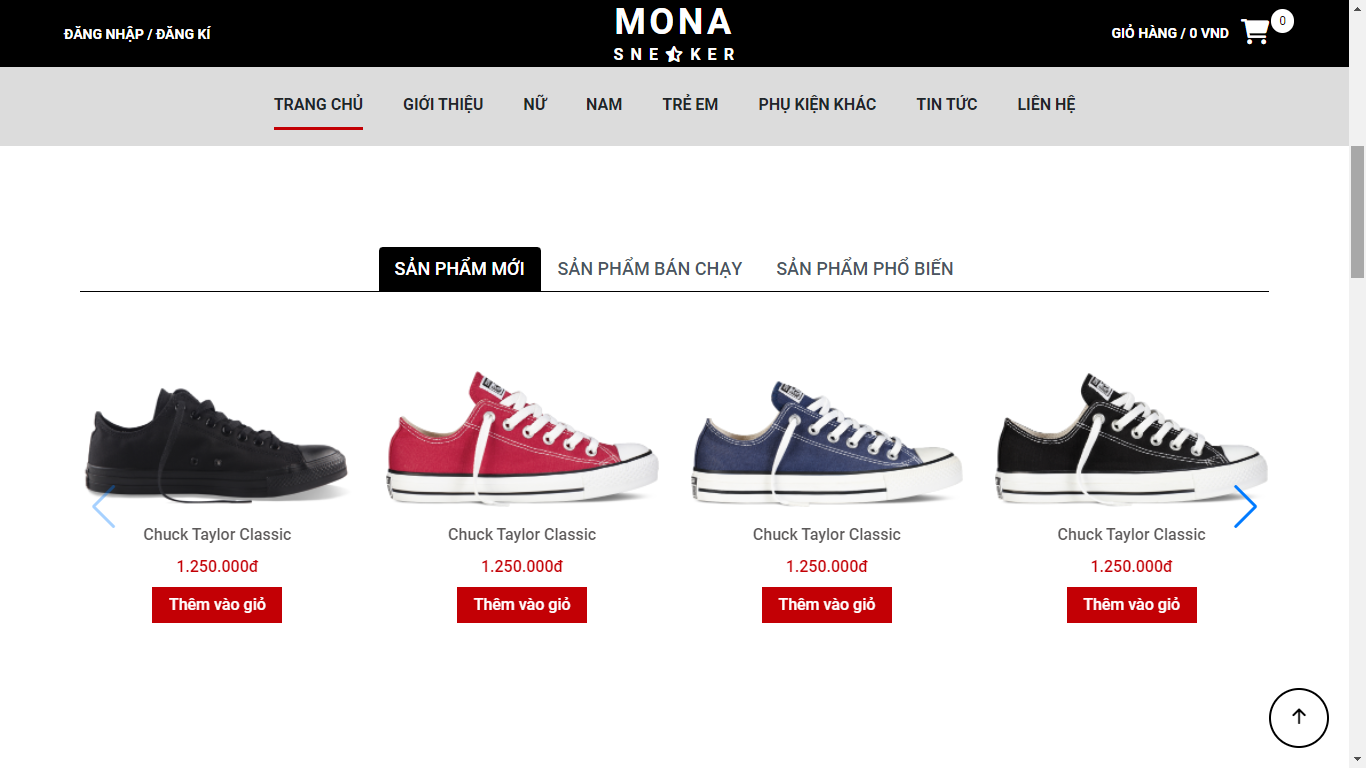 ĐĂNG NHẬP / ĐĂNG KÍ
MONA
SNEAKER
GIỎ HÀNG / 0 VND
0
TRANG CHỦ GIỚI THIỆU NỮ NAM TRẺ EM PHỤ KIỆN KHÁC TIN TỨC LIÊN HỆ
SẢN PHẨM MỚI SẢN PHẨM BÁN CHẠY SẢN PHẨM PHỔ BIẾN
Chuck Taylor Classic
1.250.000đ
Thêm vào giỏ
Chuck Taylor Classic
1.250.000đ
Thêm vào giỏ
Chuck Taylor Classic
1.250.000đ
Thêm vào giỏ
Chuck Taylor Classic
1.250.000đ
Thêm vào giỏ